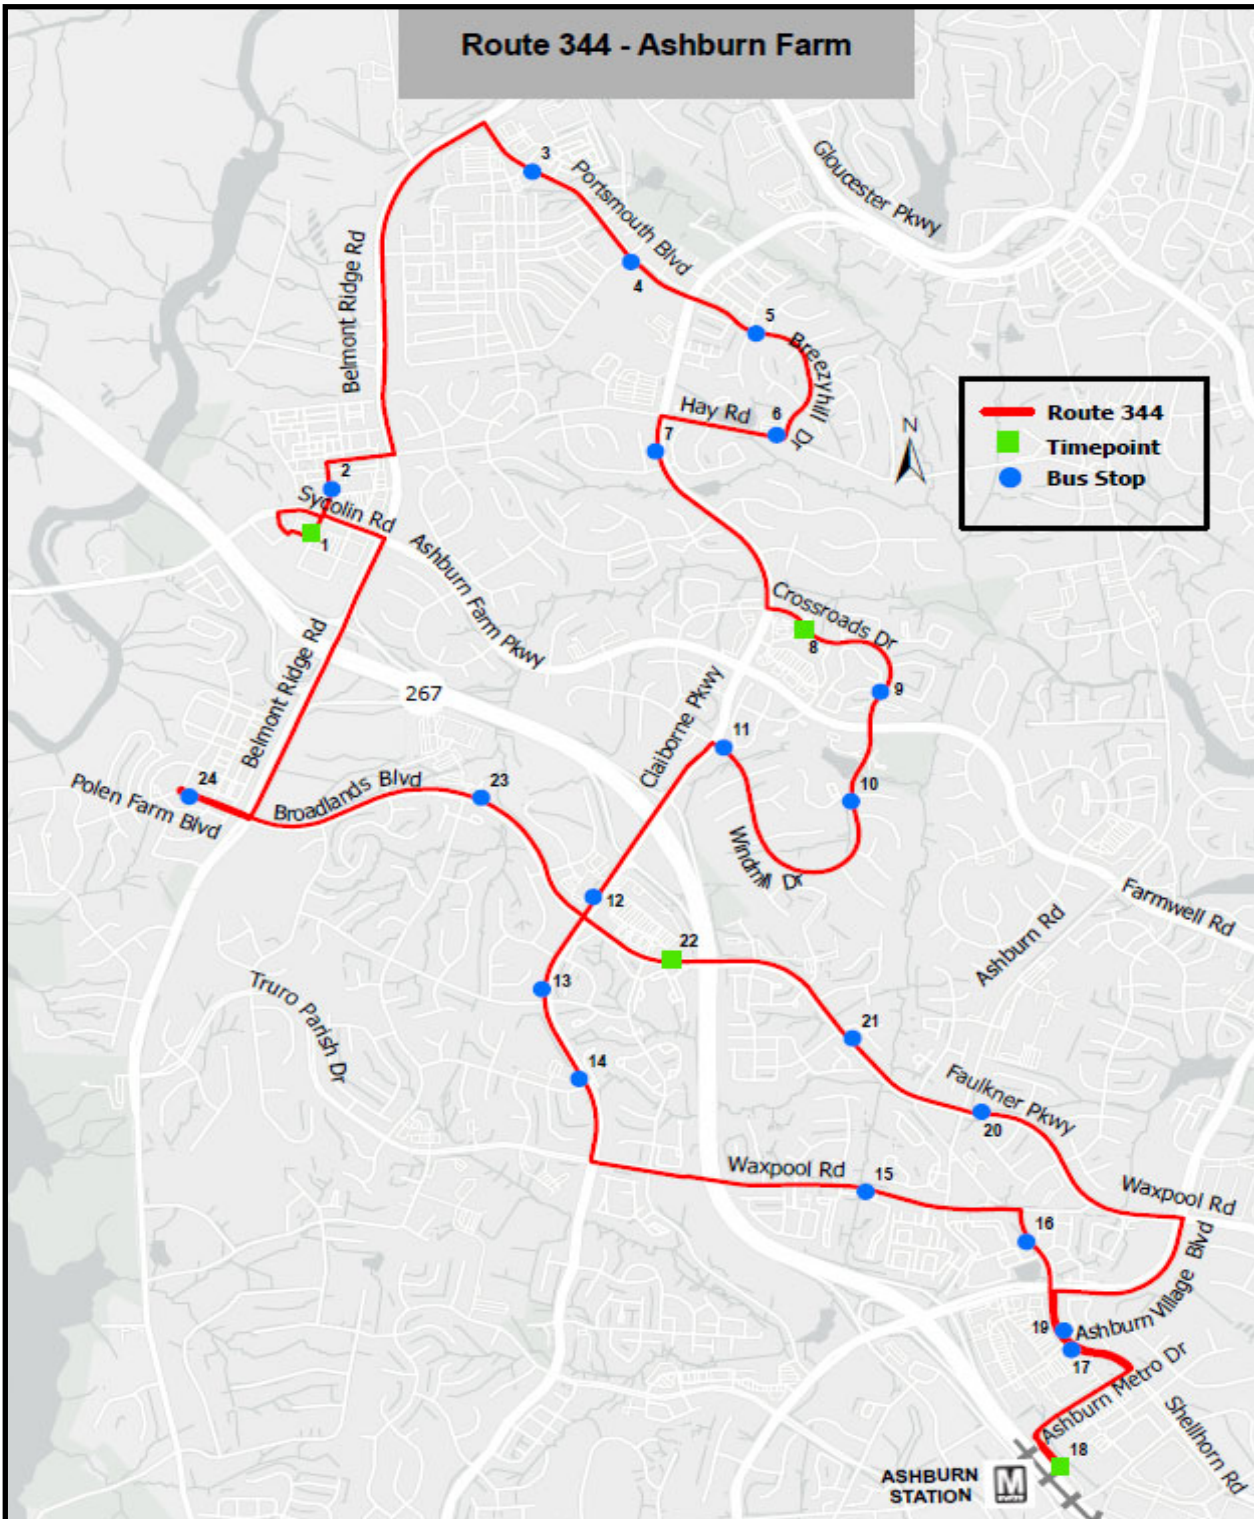 Route 344 - Ashburn Farm
3
Portsmouth Blvd
Gloucester Pkwy
4
Belmont Ridge Rd
5
Breezyhill Dr
Hay Rd
6
7
N
Route 344
Timepoint
Bus Stop
2
Sycolin Rd
1
Ashburn Farm Pkwy
Crossroads Dr
8
Belmont Ridge Rd
267
9
Claiborne Pkwy
11
24
Polen Farm Blvd
Broadlands Blvd
23
10
Windmill Dr
12
Farmwell Rd
Ashburn Rd
22
13
Truro Parish Dr
21
14
Faulkner Pkwy
20
Waxpool Rd
15
Waxpool Rd
16
Ashburn Village Blvd
19
17
Ashburn Metro Dr
Shellhorn Rd
18
ASHBURN
STATION
M